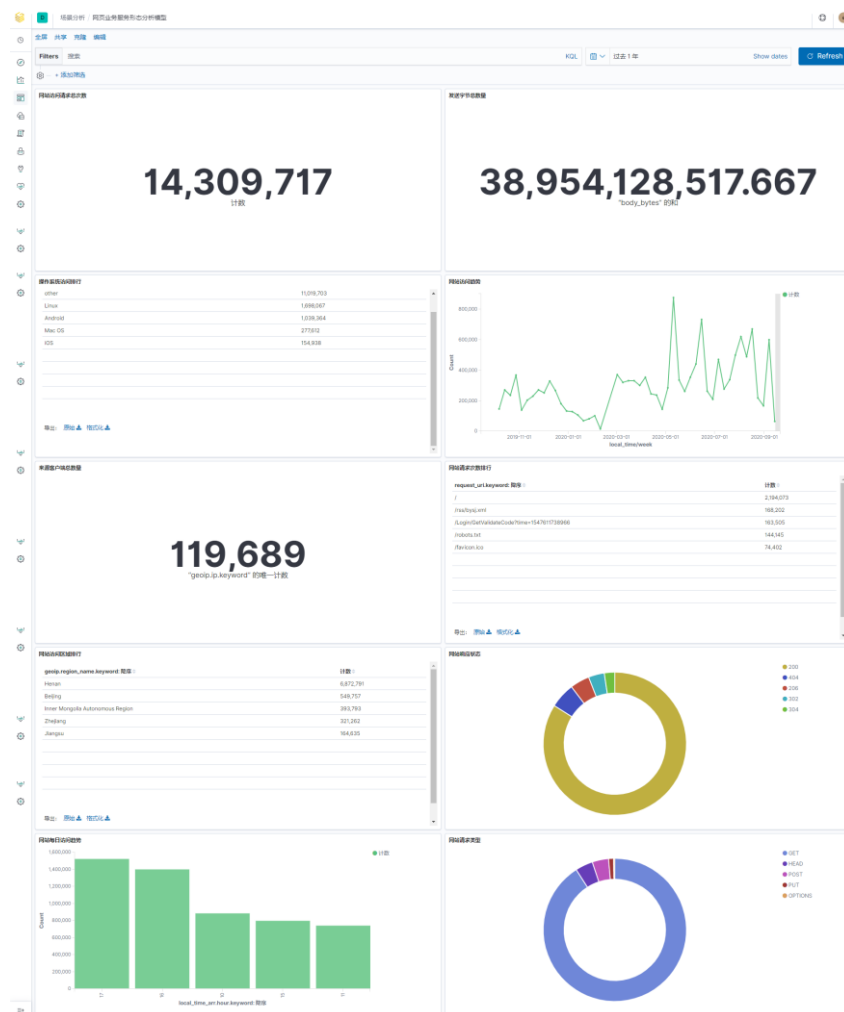 场景分析 / 网页业务服务形态分析模型
全屏 共享 克隆 编辑
Filters 搜索 KQL 过去 1 年 Show dates Refresh
+ 添加筛选
网站访问请求总次数
14,309,717
计数
发送字节总数量
38,954,128,517.667
"body_bytes" 的和
操作系统访问排行
other 11,016,703
Linux 1,698,067
Android 1,039,364
Mac OS 277,612
iOS 154,938
导出: 原始 格式化
网站访问趋势
计数
800,000
600,000
400,000
200,000
0
Count
2019-11-01 2020-01-01 2020-03-01 2020-05-01 2020-07-01 2020-09-01
local_time/week
来源客户端总数量
119,689
"geoip.ip.keyword" 的唯一计数
网站请求次数排行
request_uri.keyword: 降序 计数
/ 2,194,073
/rss/sysj.xml 168,202
/Login/GetValidateCode?time=1547611738966 163,505
/robots.txt 144,145
/favicon.ico 74,402
导出: 原始 格式化
网站访问区域排行
geoip.region_name.keyword: 降序 计数
Henan 6,872,791
Beijing 549,757
Inner Mongolia Autonomous Region 393,793
Zhejiang 321,262
Jiangsu 164,635
导出: 原始 格式化
网站响应状态
200
404
206
302
304
网站每日访问趋势
计数
1,600,000
1,400,000
1,200,000
1,000,000
800,000
600,000
400,000
200,000
0
Count
17 16 10 15 11
local_time_arr.hour.keyword: 降序
网站请求类型
GET
HEAD
POST
PUT
OPTIONS